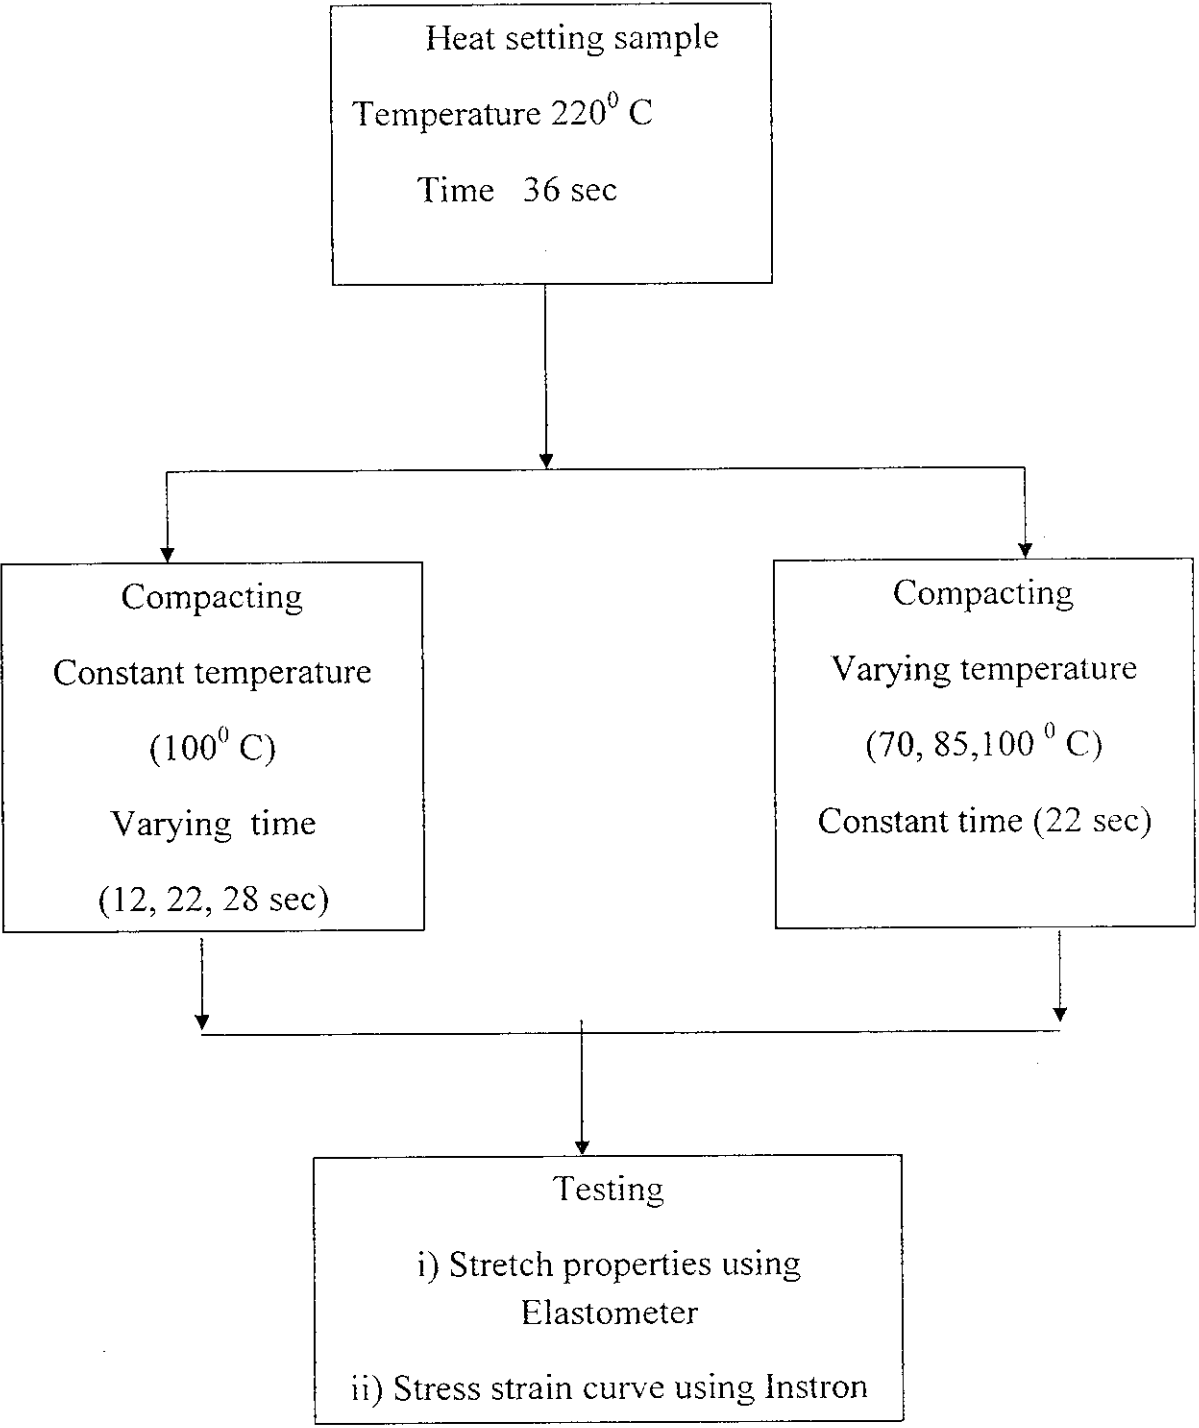 Heat setting sample
Temperature 220⁰ C
Time 36 sec
Compacting
Constant temperature
(100⁰ C)
Varying time
(12, 22, 28 sec)
Compacting
Varying temperature
(70, 85,100 ⁰ C)
Constant time (22 sec)
Testing
i) Stretch properties using
Elastometer
ii) Stress strain curve using Instron